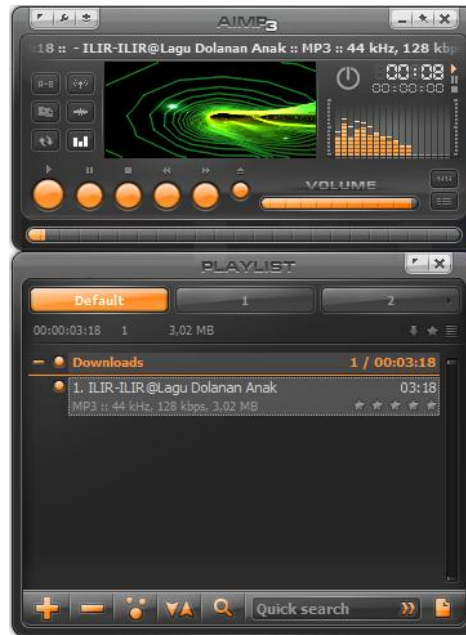 AIMP3
:18 :: - ILIR-ILIR@Lagu Dolanan Anak :: MP3 :: 44 kHz, 128 kbp
00:08
00:00:00
VOLUME
PLAYLIST
Default 1 2
00:00:03:18 1 3,02 MB
Downloads 1 / 00:03:18
1. ILIR-ILIR@Lagu Dolanan Anak 03:18
MP3 :: 44 kHz, 128 kbps, 3,02 MB
Quick search